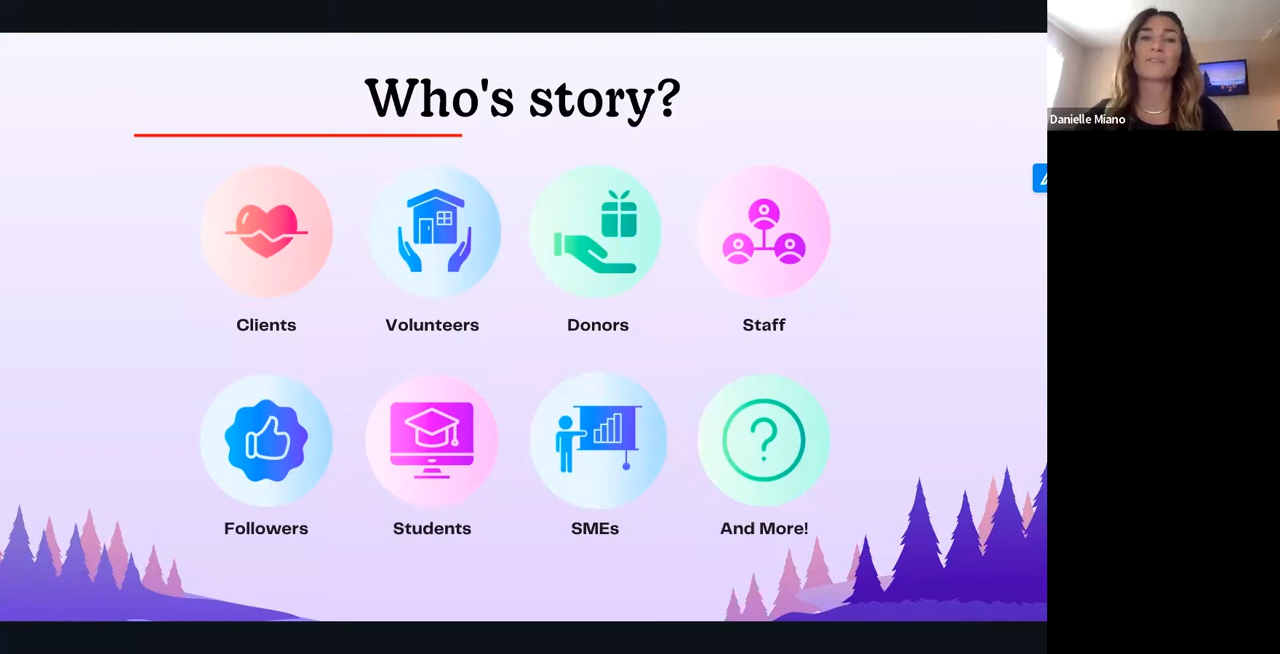 Who's story?
Danielle Miano
Clients
Volunteers
Donors
Staff
Followers
Students
SMEs
And More!